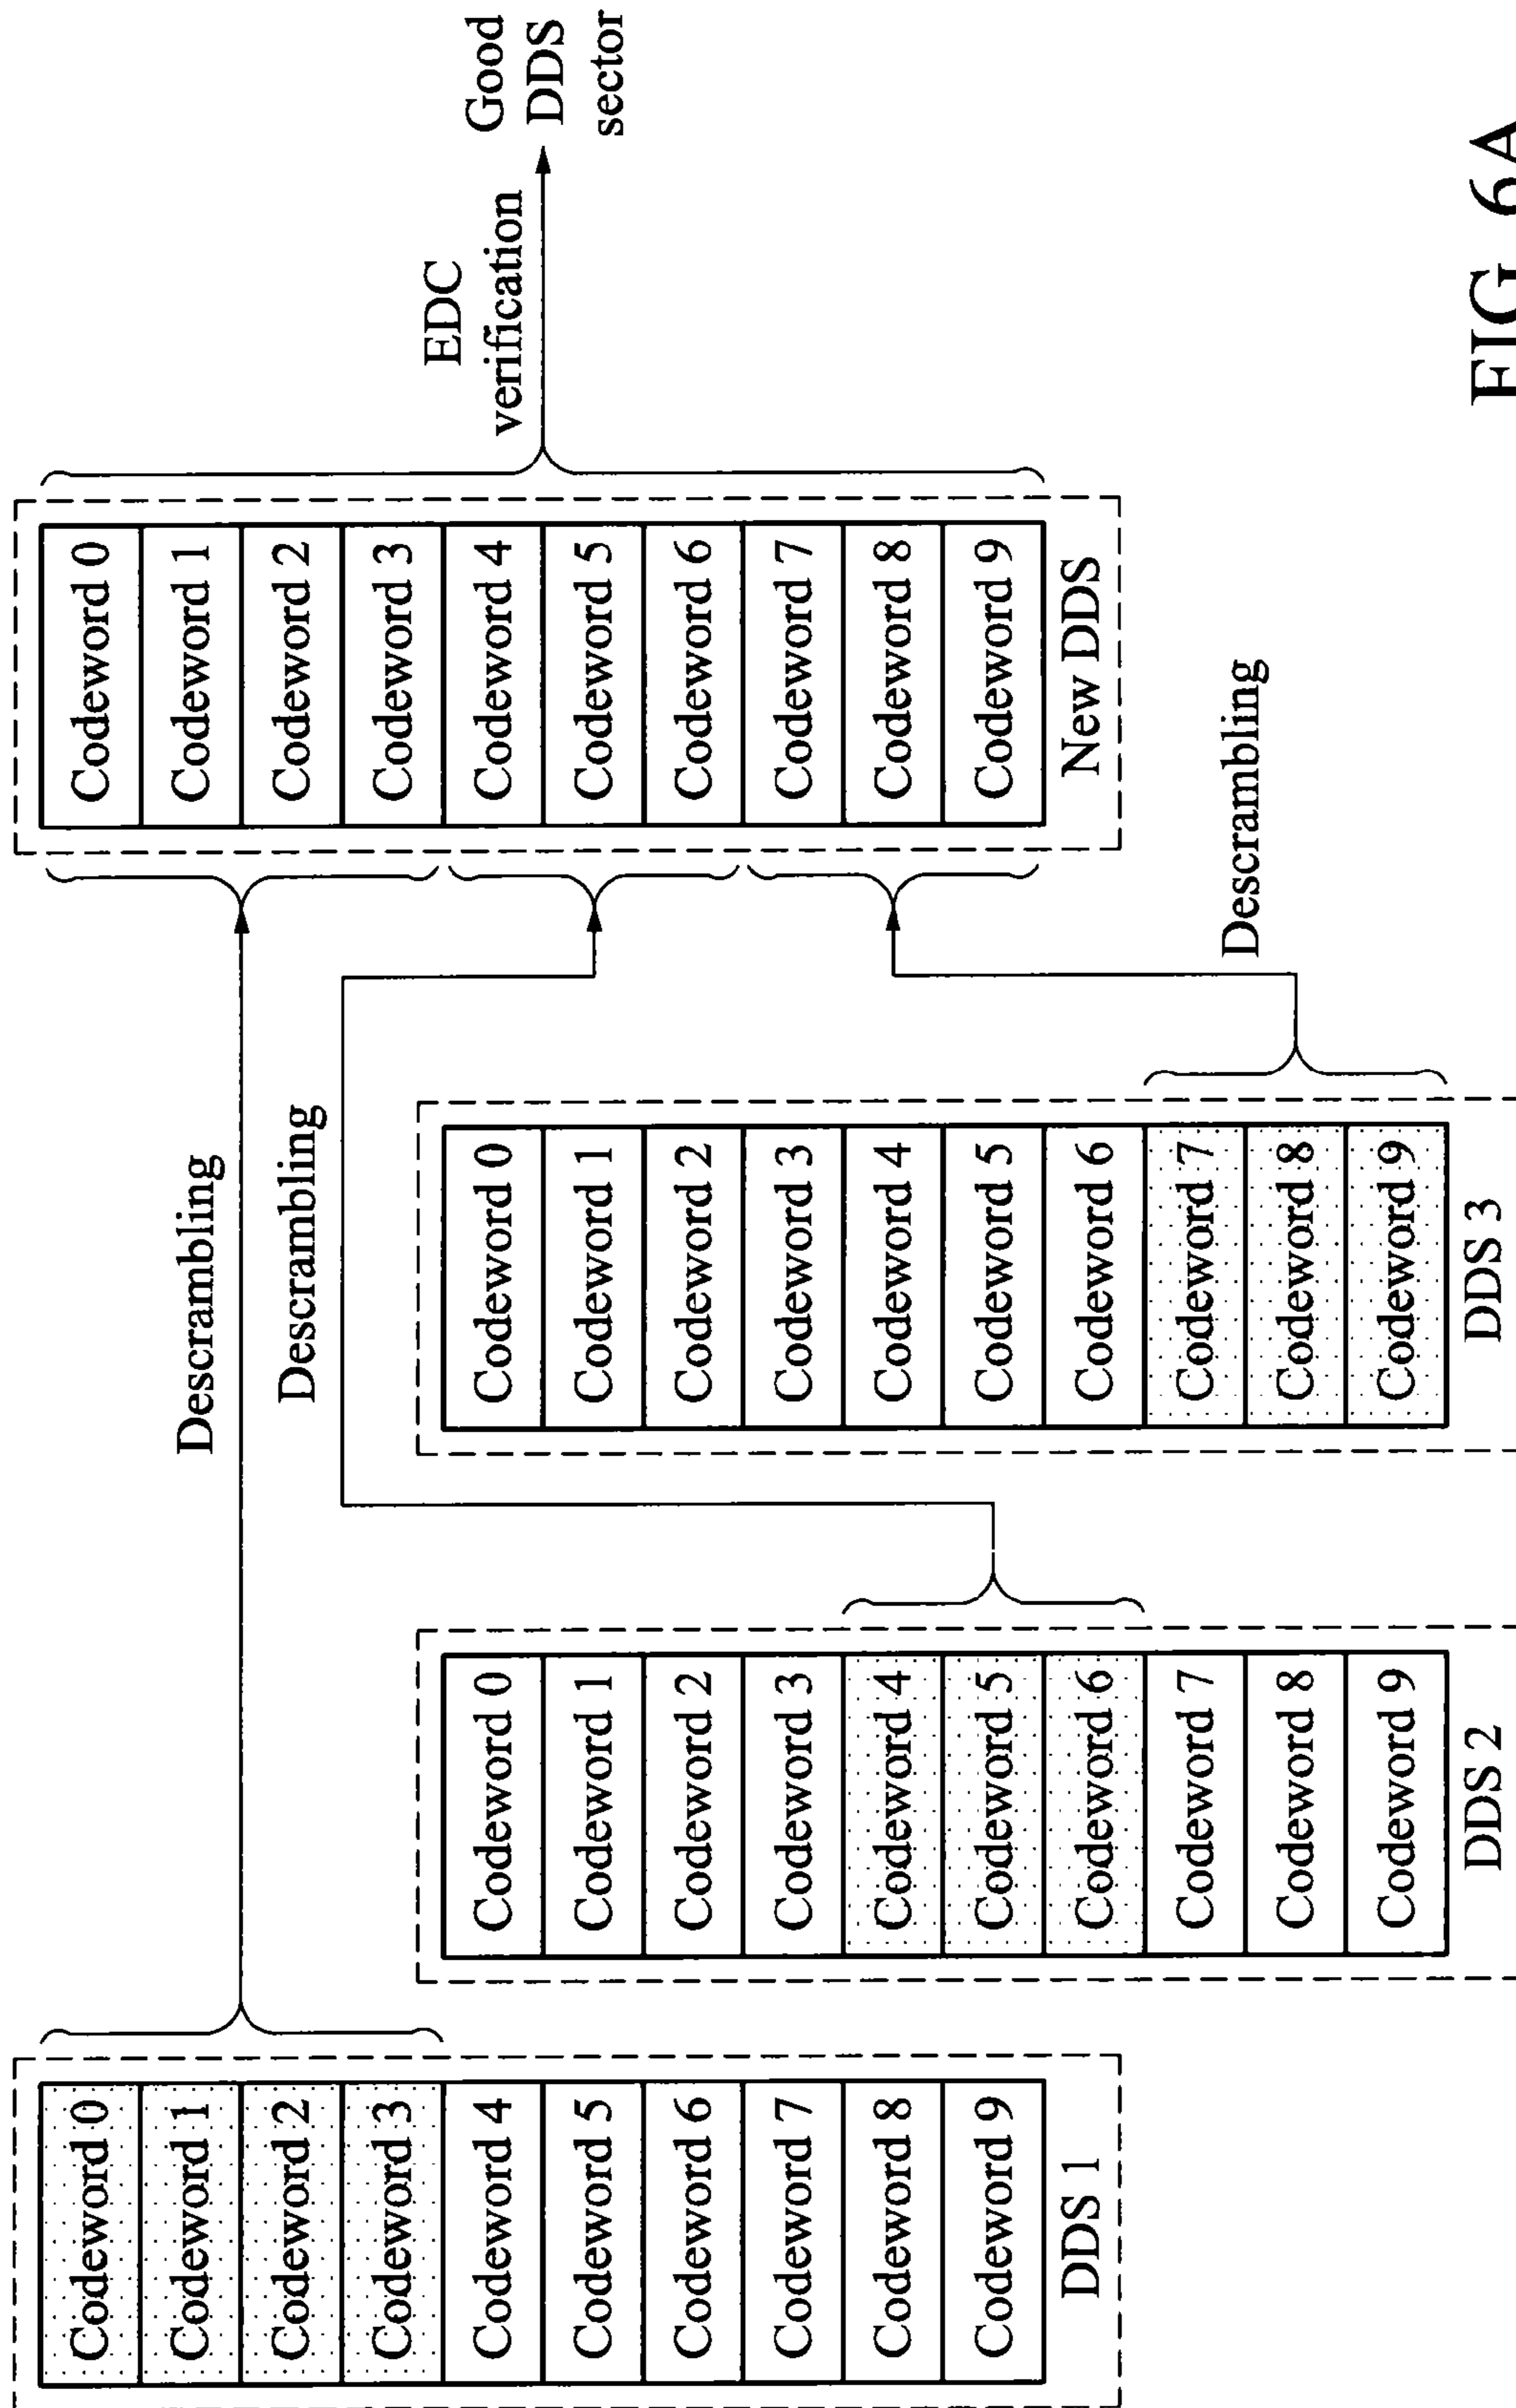 Codeword 0
Codeword 1
Codeword 2
Codeword 3
Codeword 4
Codeword 5
Codeword 6
Codeword 7
Codeword 8
Codeword 9
DDS 1
Descrambling
Descrambling
Codeword 0
Codeword 1
Codeword 2
Codeword 3
Codeword 4
Codeword 5
Codeword 6
Codeword 7
Codeword 8
Codeword 9
DDS 2
Codeword 0
Codeword 1
Codeword 2
Codeword 3
Codeword 4
Codeword 5
Codeword 6
Codeword 7
Codeword 8
Codeword 9
DDS 3
Descrambling
Codeword 0
Codeword 1
Codeword 2
Codeword 3
Codeword 4
Codeword 5
Codeword 6
Codeword 7
Codeword 8
Codeword 9
New DDS
EDC
verification
Good
DDS
sector
FIG. 6A